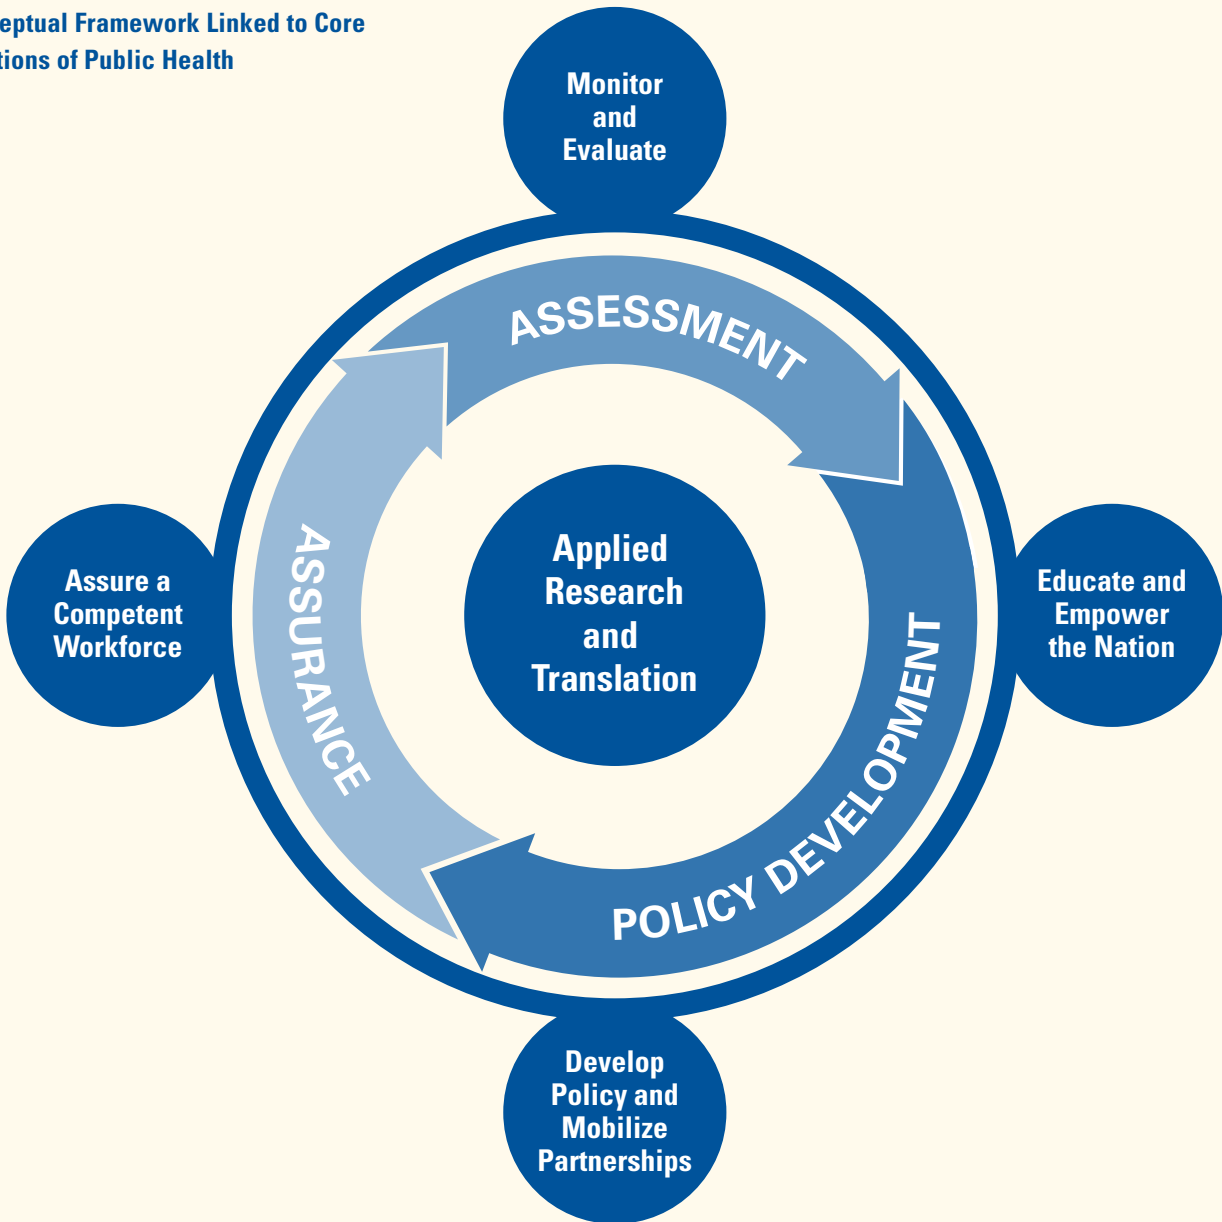 eptual Framework Linked to Core
tions of Public Health
Monitor
and
Evaluate
ASSESSMENT
Applied
Research
and
Translation
Assure a
Competent
Workforce
ASSURANCE
Educate and
Empower
the Nation
POLICY DEVELOPMENT
Develop
Policy and
Mobilize
Partnerships